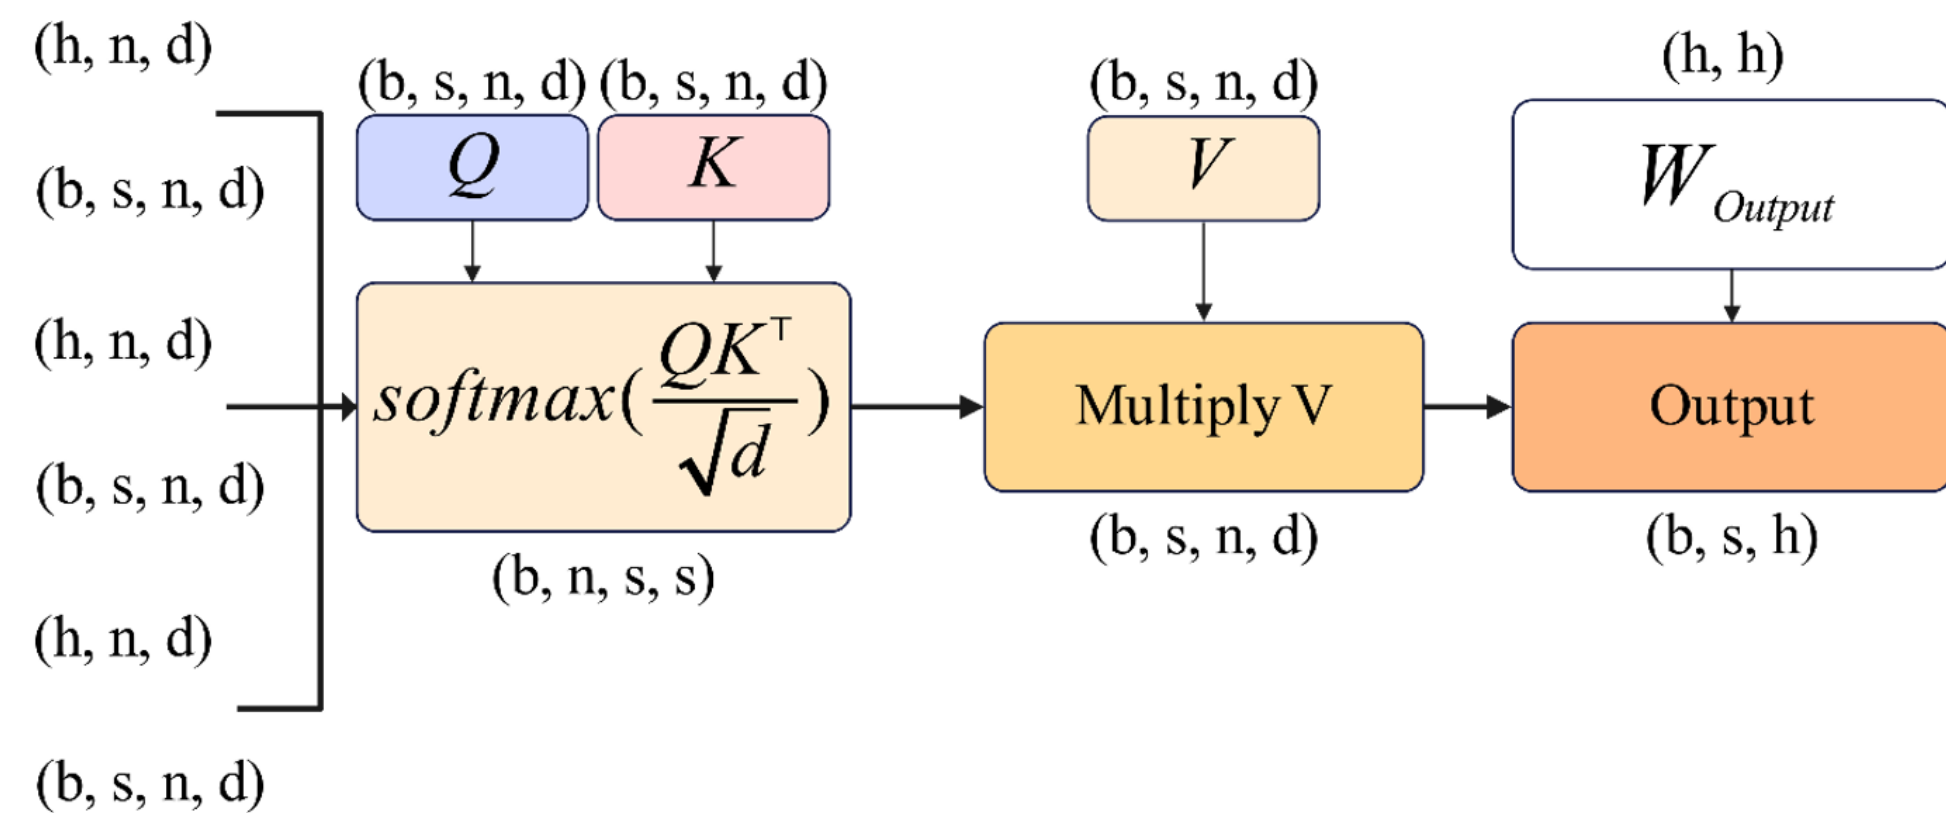 (h, n, d)
(b, s, n, d)
(h, n, d)
(b, s, n, d)
(h, n, d)
(b, s, n, d)
(b, s, n, d) (b, s, n, d)
Q K
softmax(QK⊤/√d)
(b, n, s, s)
(b, s, n, d)
V
Multiply V
(b, s, n, d)
(h, h)
W Output
Output
(b, s, h)